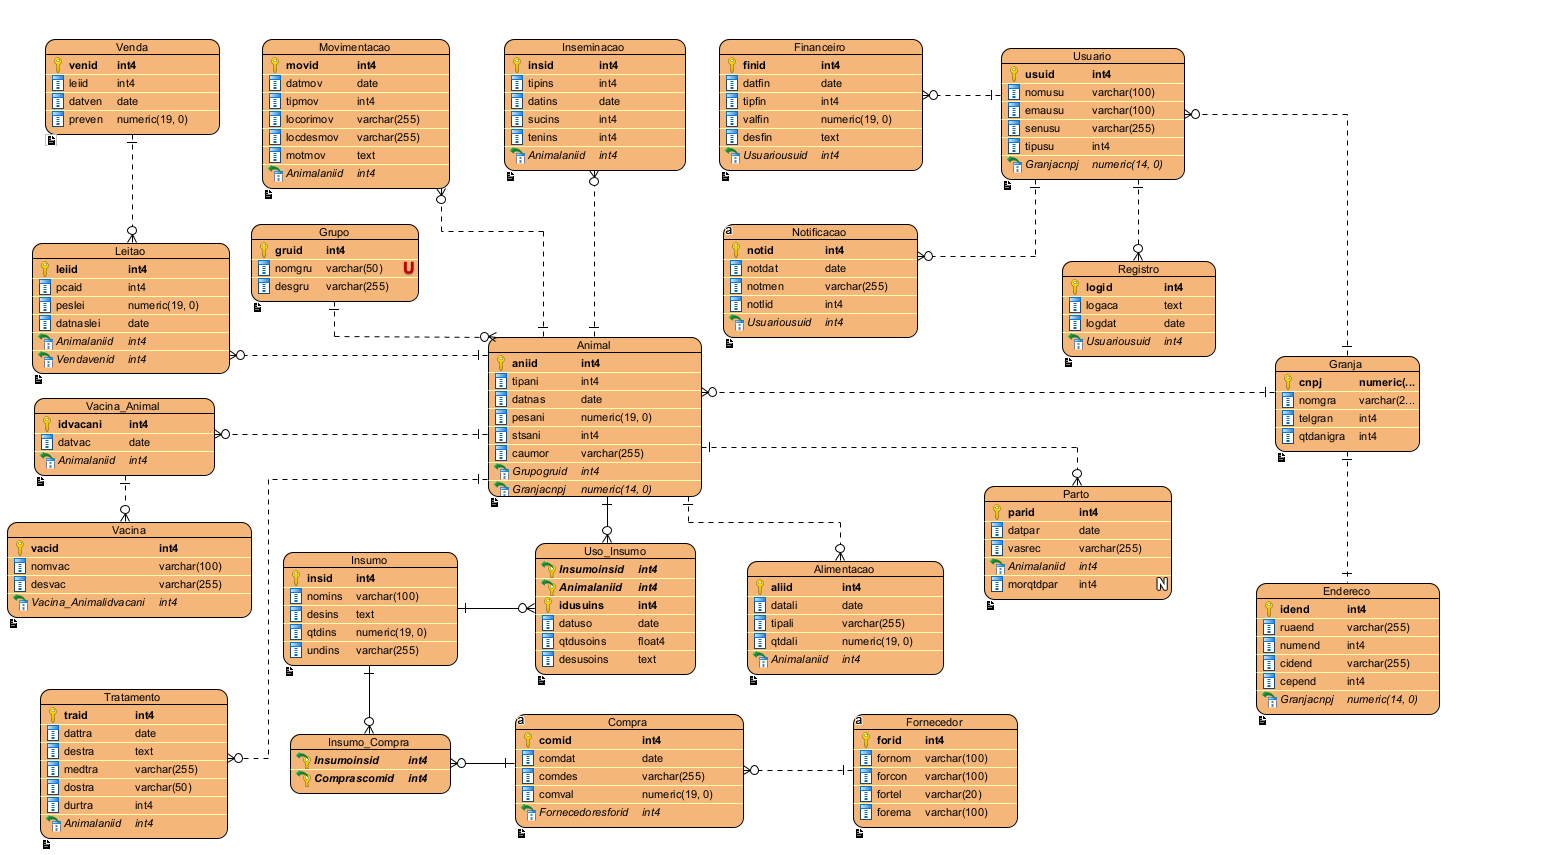 Venda
venid int4
leiid int4
datven date
preven numeric(19, 0)
Movimentacao
movid int4
datmov date
tipmov int4
locorimov varchar(255)
locdesmov varchar(255)
motmov text
Animalaniid int4
Inseminacao
insid int4
tipins int4
datins date
sucins int4
tenins int4
Animalaniid int4
Financeiro
finid int4
datfin date
tipfin int4
valfin numeric(19, 0)
desfin text
Usuariousuid int4
Usuario
usuid int4
nomusu varchar(100)
emausu varchar(100)
senusu varchar(255)
tipusu int4
Granjacnpj numeric(14, 0)
Leitao
leiid int4
pcaid int4
peslei numeric(19, 0)
datnaslei date
Animalaniid int4
Vendavenid int4
Grupo
gruid int4
nomgru varchar(50) U
desgru varchar(255)
a
Notificacao
notid int4
notdat date
notmen varchar(255)
notlid int4
Usuariousuid int4
Registro
logid int4
logaca text
logdat date
Usuariousuid int4
Animal
aniid int4
tipani int4
datnas date
pesani numeric(19, 0)
stsani int4
caumor varchar(255)
Grupogruid int4
Granjacnpj numeric(14, 0)
Granja
cnpj numeric(...
nomgra varchar(2...
telgran int4
qtdanigra int4
Vacina_Animal
idvacani int4
datvac date
Animalaniid int4
Vacina
vacid int4
nomvac varchar(100)
desvac varchar(255)
Vacina_Animalidvacani int4
Parto
parid int4
datpar date
vasrec varchar(255)
Animalaniid int4
morqtdpar int4 N
Insumo
insid int4
nomins varchar(100)
desins text
qtdins numeric(19, 0)
undins varchar(255)
Uso_Insumo
Insumoinsid int4
Animalaniid int4
idusuins int4
datuso date
qtdusoins float4
desusoins text
Alimentacao
aliid int4
datali date
tipali varchar(255)
qtdali numeric(19, 0)
Animalaniid int4
Endereco
idend int4
ruaend varchar(255)
numend int4
cidend varchar(255)
cepend int4
Granjacnpj numeric(14, 0)
Tratamento
traid int4
dattra date
destra text
medtra varchar(255)
dostra varchar(50)
durtra int4
Animalaniid int4
Insumo_Compra
Insumoinsid int4
Comprascomid int4
a
Compra
comid int4
comdat date
comdes varchar(255)
comval numeric(19, 0)
Fornecedoresforid int4
a
Fornecedor
forid int4
fornom varchar(100)
forcon varchar(100)
fortel varchar(20)
forema varchar(100)